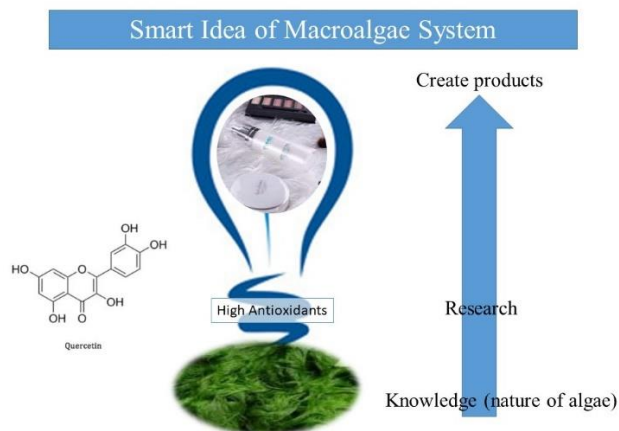 Smart Idea of Macroalgae System
Create products
OH
OH
HO
O
OH
OH
O
Quercetin
High Antioxidants
Research
Knowledge (nature of algae)